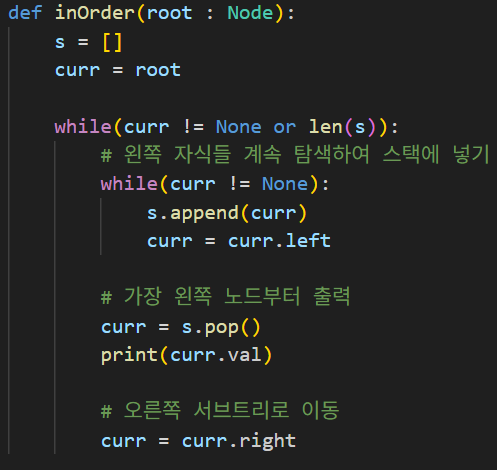 def inOrder(root : Node):
    s = []
    curr = root

    while(curr != None or len(s)):
        # 왼쪽 자식들 계속 탐색하여 스택에 넣기
        while(curr != None):
            s.append(curr)
            curr = curr.left

        # 가장 왼쪽 노드부터 출력
        curr = s.pop()
        print(curr.val)

        # 오른쪽 서브트리로 이동
        curr = curr.right